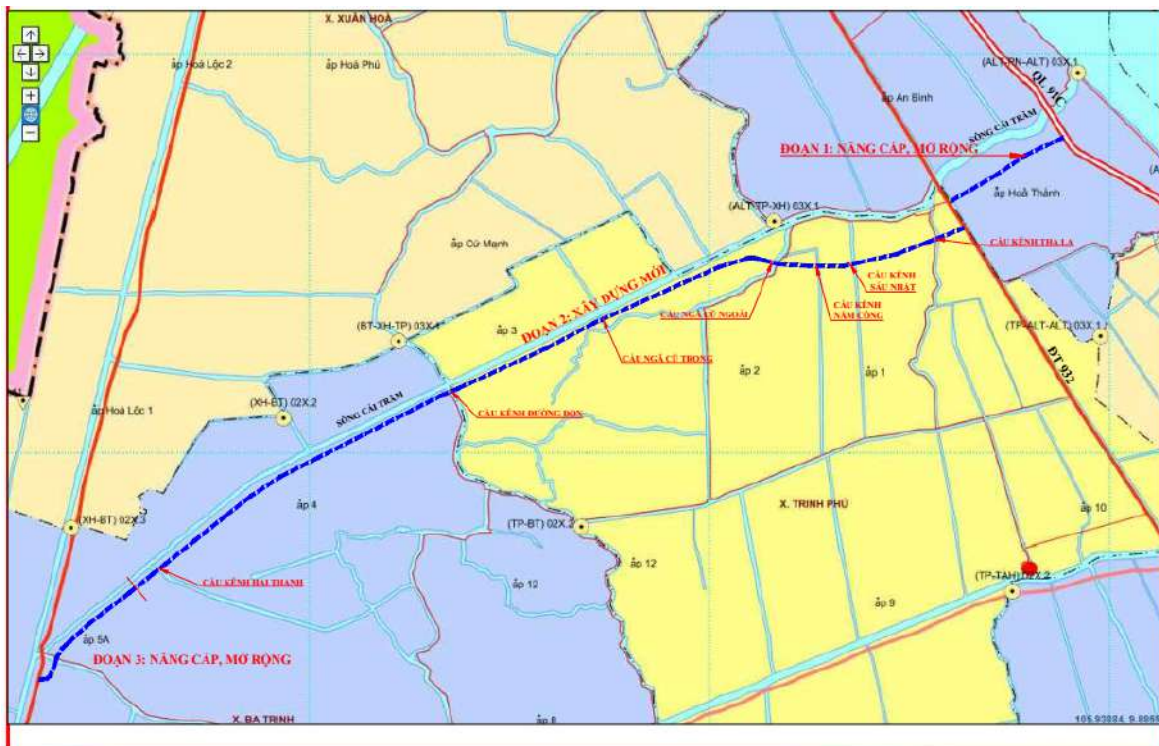 X. XUÂN HOÀ
ấp Hoà Lộc 2
ấp Hoà Phú
(ALT-PN-ALT) 03X.1
QL 91C
ấp An Bình
SÔNG CÁI TRÂM
ĐOẠN 1: NÂNG CẤP, MỞ RỘNG
ấp Hoà Thành
(ALT-TP-XH) 03X.1
ấp Cứ Mạnh
CẦU KÊNH THA LA
ĐOẠN 2: XÂY DỰNG MỚI
CẦU KÊNH
SÁU NHẬT
CẦU KÊNH
NĂM CÔNG
CẦU NGÃ CŨ NGOÀI
(BT-XH-TP) 03X.1
ấp 3
(TP-ALT-ALT) 03X.1
CẦU NGÃ CŨ TRONG
ĐT 932
ấp 2
ấp 1
ấp Hoà Lộc 1
(XH-BT) 02X.2
SÔNG CÁI TRÂM
CẦU KÊNH ĐƯỜNG ĐỌN
ấp 4
X. TRINH PHÚ
ấp 10
(XH-BT) 02X.3
(TP-BT) 02X.2
ấp 12
ấp 12
CẦU KÊNH HAI THANH
(TP-TAH) 02X.2
ấp 9
ấp 5A
ĐOẠN 3: NÂNG CẤP, MỞ RỘNG
X. BA TRINH
ấp 8